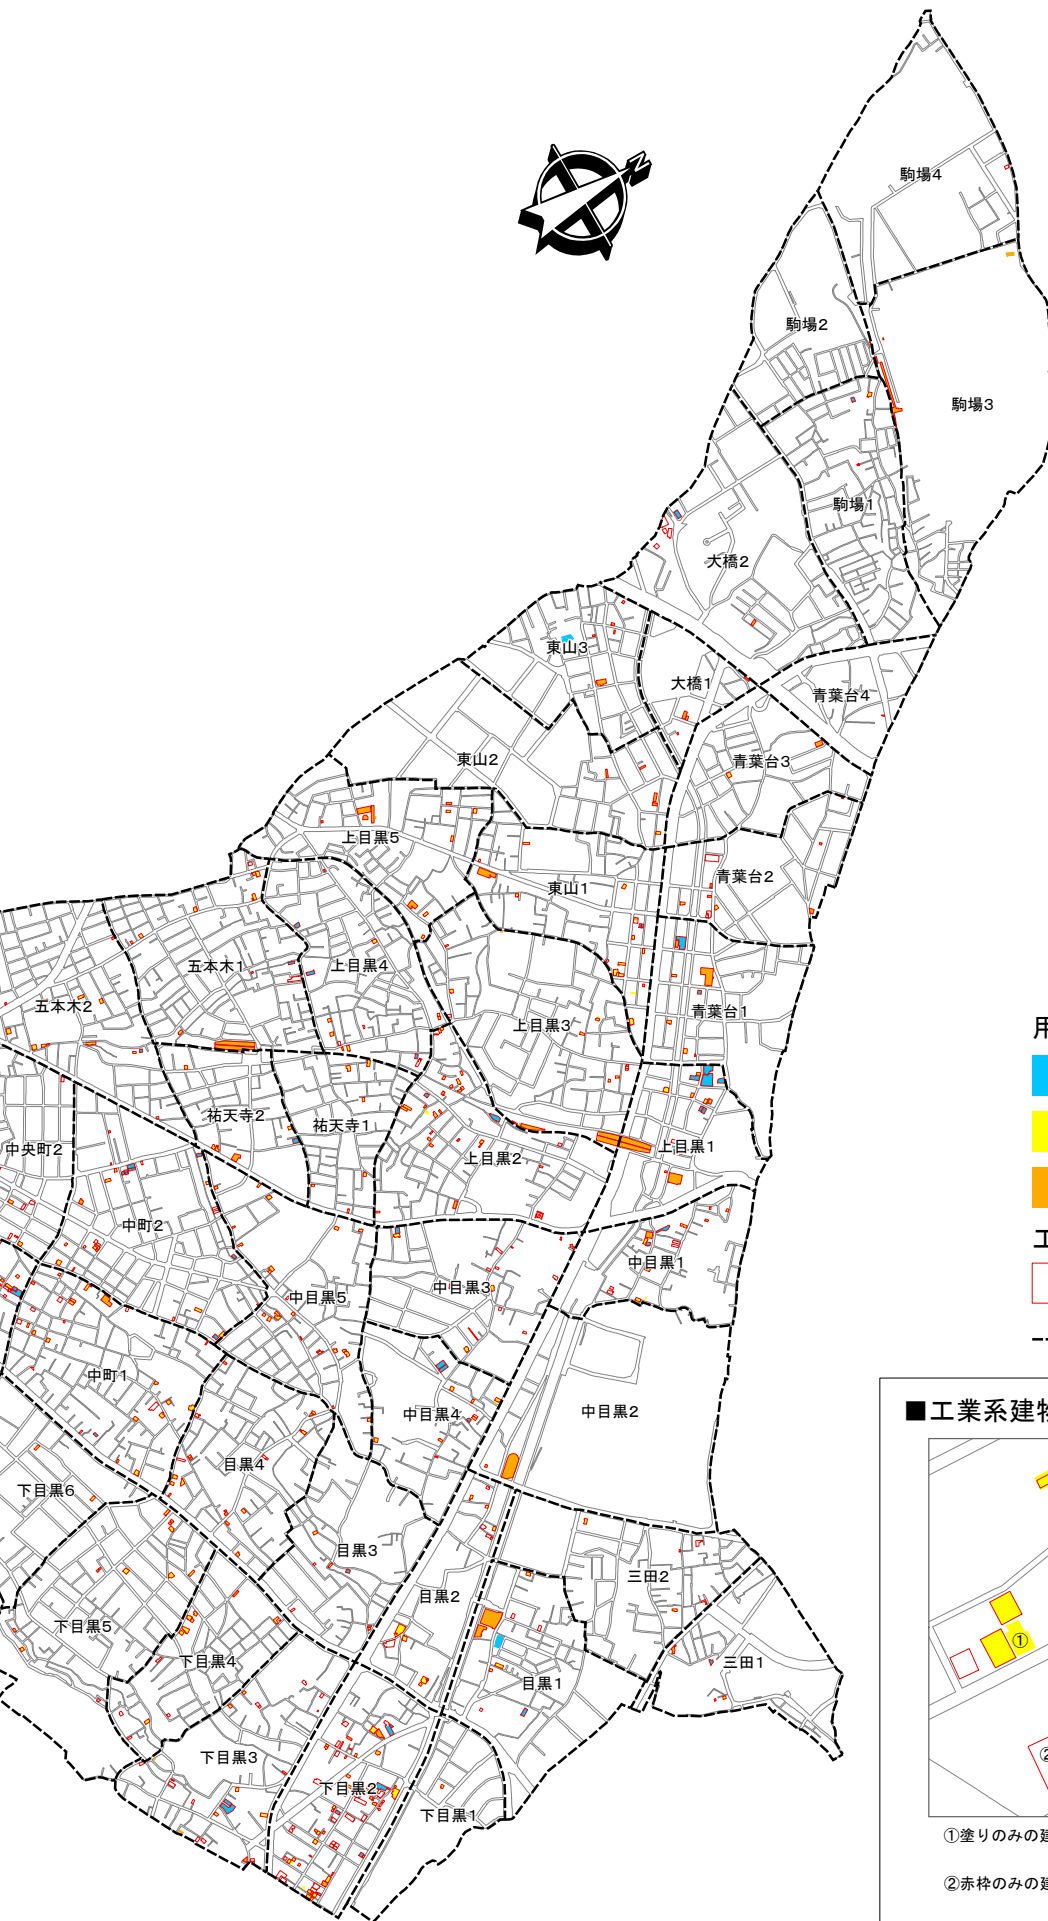 N
駒場4
駒場2
駒場3
駒場1
大橋2
東山3
大橋1
青葉台4
東山2
青葉台3
上目黒5
青葉台2
東山1
五本木1
上目黒4
五本木2
青葉台1
上目黒3
祐天寺2
祐天寺1
上目黒1
中央町2
上目黒2
中町2
中目黒1
中目黒3
中目黒5
中町1
中目黒4
中目黒2
目黒4
下目黒6
目黒3
三田2
目黒2
下目黒5
下目黒4
三田1
目黒1
下目黒3
下目黒2
下目黒1
用
工
■工業系建物
①
②
①塗りのみの建
②赤枠のみの建